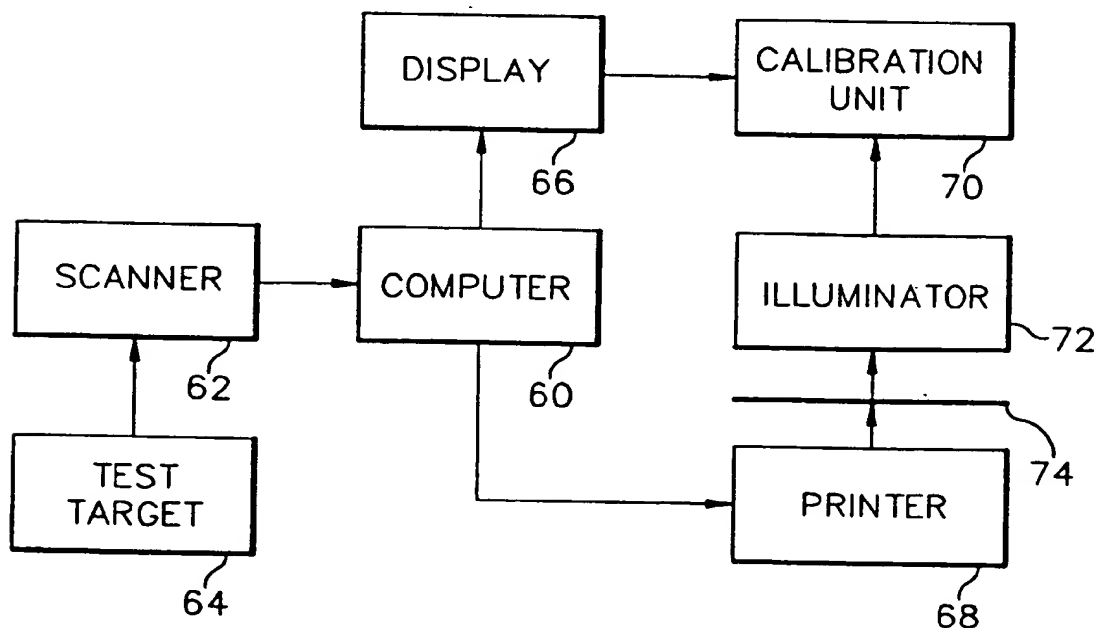 DISPLAY
66
CALIBRATION
UNIT
70
SCANNER
62
COMPUTER
60
ILLUMINATOR
72
74
TEST
TARGET
64
PRINTER
68